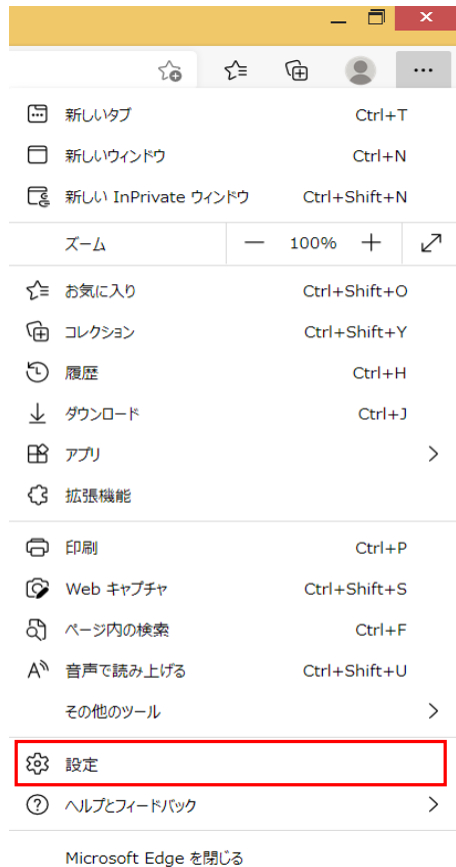 新しいタブ Ctrl+T
新しいウィンドウ Ctrl+N
新しい InPrivate ウィンドウ Ctrl+Shift+N
ズーム 100%
お気に入り Ctrl+Shift+O
コレクション Ctrl+Shift+Y
履歴 Ctrl+H
ダウンロード Ctrl+J
アプリ
拡張機能
印刷 Ctrl+P
Web キャプチャ Ctrl+Shift+S
ページ内の検索 Ctrl+F
音声で読み上げる Ctrl+Shift+U
その他のツール
設定
ヘルプとフィードバック
Microsoft Edge を閉じる